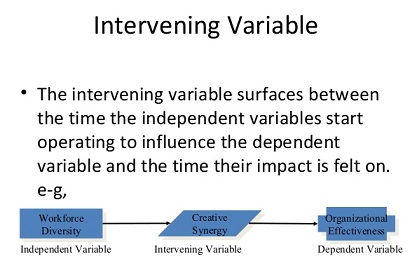 Intervening Variable
• The intervening variable surfaces between
the time the independent variables start
operating to influence the dependent
variable and the time their impact is felt on.
e-g,
Workforce
Diversity
Creative
Synergy
Organizational
Effectiveness
Independent Variable
Intervening Variable
Dependent Variable